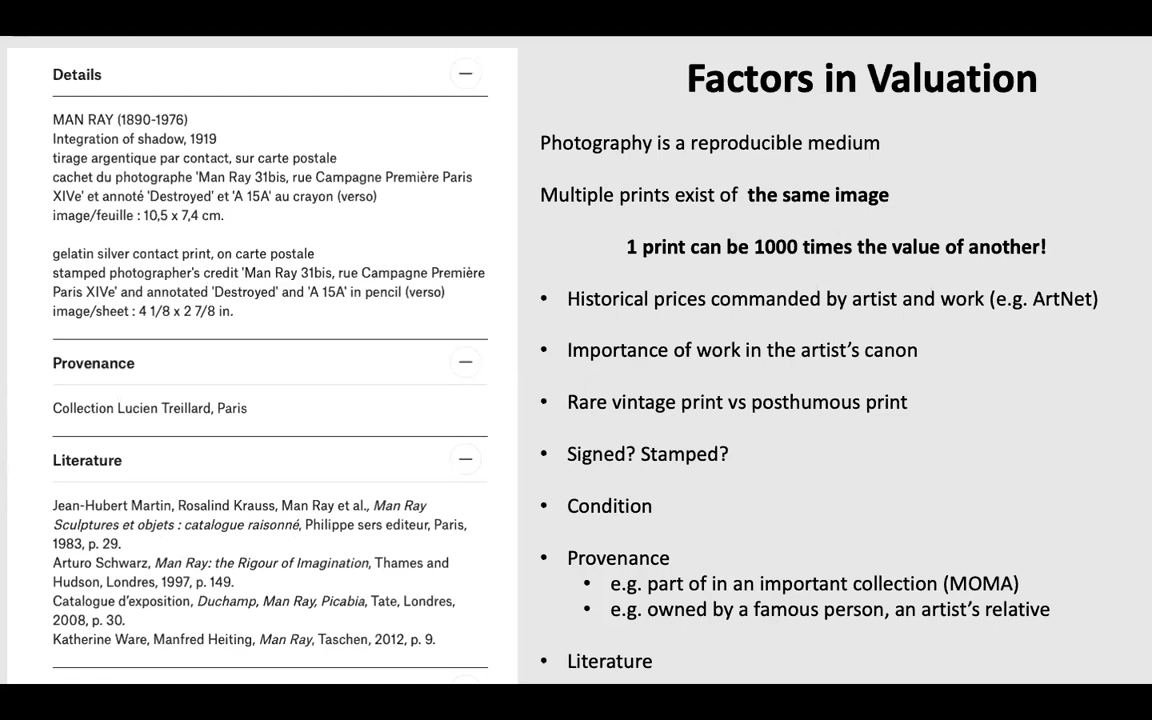 Details
MAN RAY (1890-1976)
Integration of shadow, 1919
tirage argentique par contact, sur carte postale
cachet du photographe 'Man Ray 31bis, rue Campagne Première Paris
XIVe' et annoté 'Destroyed' et 'A 15A' au crayon (verso)
image/feuille : 10,5 x 7,4 cm.
gelatin silver contact print, on carte postale
stamped photographer's credit 'Man Ray 31bis, rue Campagne Première
Paris XIVe' and annotated 'Destroyed' and 'A 15A' in pencil (verso)
image/sheet : 4 1/8 x 2 7/8 in.
Provenance
Collection Lucien Treillard, Paris
Literature
Jean-Hubert Martin, Rosalind Krauss, Man Ray et al., Man Ray
Sculptures et objets : catalogue raisonné, Philippe sers editeur, Paris,
1983, p. 29.
Arturo Schwarz, Man Ray: the Rigour of Imagination, Thames and
Hudson, Londres, 1997, p. 149.
Catalogue d'exposition, Duchamp, Man Ray, Picabia, Tate, Londres,
2008, p. 30.
Katherine Ware, Manfred Heiting, Man Ray, Taschen, 2012, p. 9.
Factors in Valuation
Photography is a reproducible medium
Multiple prints exist of the same image
1 print can be 1000 times the value of another!
• Historical prices commanded by artist and work (e.g. ArtNet)
• Importance of work in the artist's canon
• Rare vintage print vs posthumous print
• Signed? Stamped?
• Condition
• Provenance
• e.g. part of in an important collection (MOMA)
• e.g. owned by a famous person, an artist's relative
• Literature